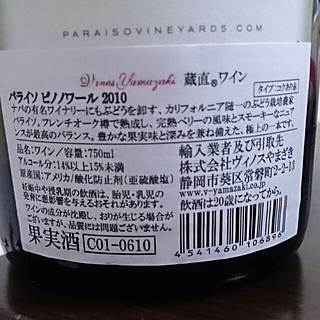 PARAISOVINEYARDS.COM
Vinos Yamazaki 蔵直®ワイン
パライソ ピノノワール 2010
タイプ:コクあり赤
ナパの有名ワイナリーにもぶどうを卸す、カリフォルニア随一のぶどう栽培農家
パライソ。フレンチオーク樽で熟成し、完熟ベリーの風味とスモーキーなニュア
ンスが最高のバランス。豊かな果実味と深みを兼ね備えた、極上の一本です。
品名:ワイン/容量:750ml
アルコール分:14%以上15%未満
原産国:アメリカ/酸化防止剤(亜硫酸塩)
妊娠中や授乳期の飲酒は、胎児・乳児の
発育に悪影響を与えるおそれがあります。
ワインの成分が沈殿し、おりが生じる場合が
ございますが、品質には問題ございません。
果実酒 C01-0610
輸入業者及び引取先
株式会社ヴィノスやまざき
静岡市葵区常磐町2-2-13
v-yamazaki.co.jp
飲酒は20歳になってから。
4 541460 106896